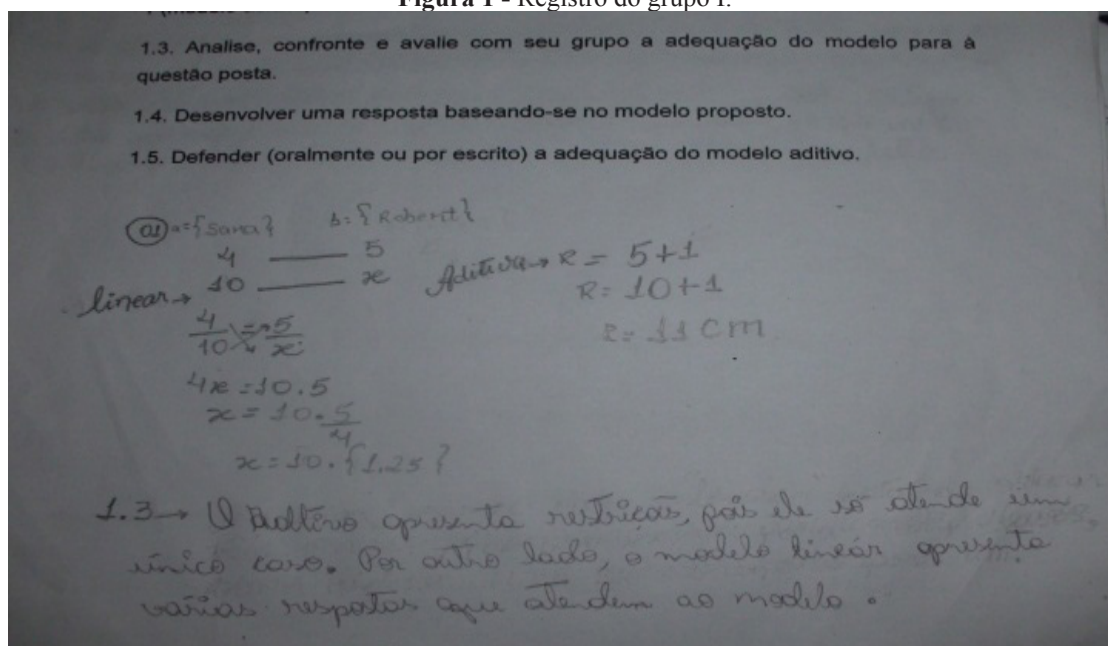 Figura 1 - Registro do grupo I.
1.3. Analise, confronte e avalie com seu grupo a adequação do modelo para à
questão posta.
1.4. Desenvolver uma resposta baseando-se no modelo proposto.
1.5. Defender (oralmente ou por escrito) a adequação do modelo aditivo.
a={Sara} b={Robert}
4 —— 5
linear→ 10 —— x
Aditiva→ R = 5+1
R= 10+1
R= 11 cm
4/10 = 5/x
4x = 10.5
x = 10.5/4
x = 10.{1,25}
1.3→ O apresenta restrições, pois ele só atende um
único caso. Por outro lado, o modelo linear apresenta
várias respostas que atendem ao modelo.